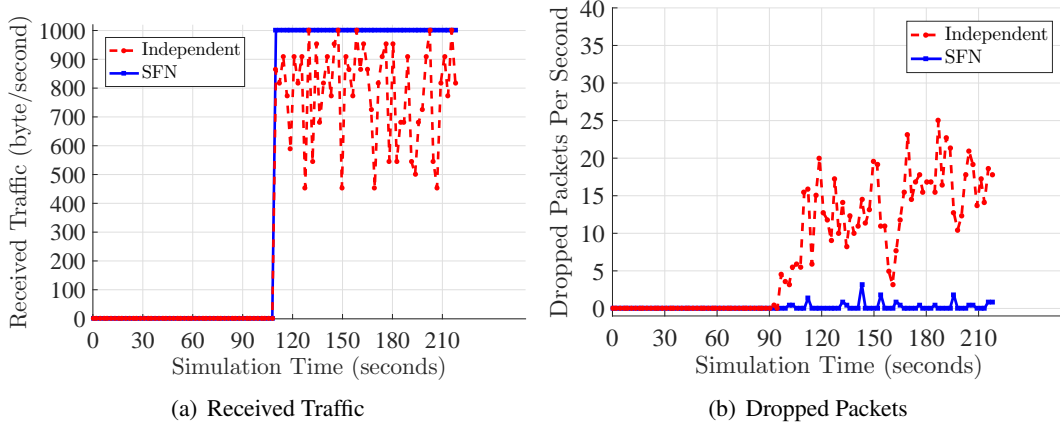 1000
900
800
700
600
500
400
300
200
100
0
Received Traffic (byte/second)
Independent
SFN
0 30 60 90 120 150 180 210
Simulation Time (seconds)
(a) Received Traffic
40
35
30
25
20
15
10
5
0
Dropped Packets Per Second
Independent
SFN
0 30 60 90 120 150 180 210
Simulation Time (seconds)
(b) Dropped Packets